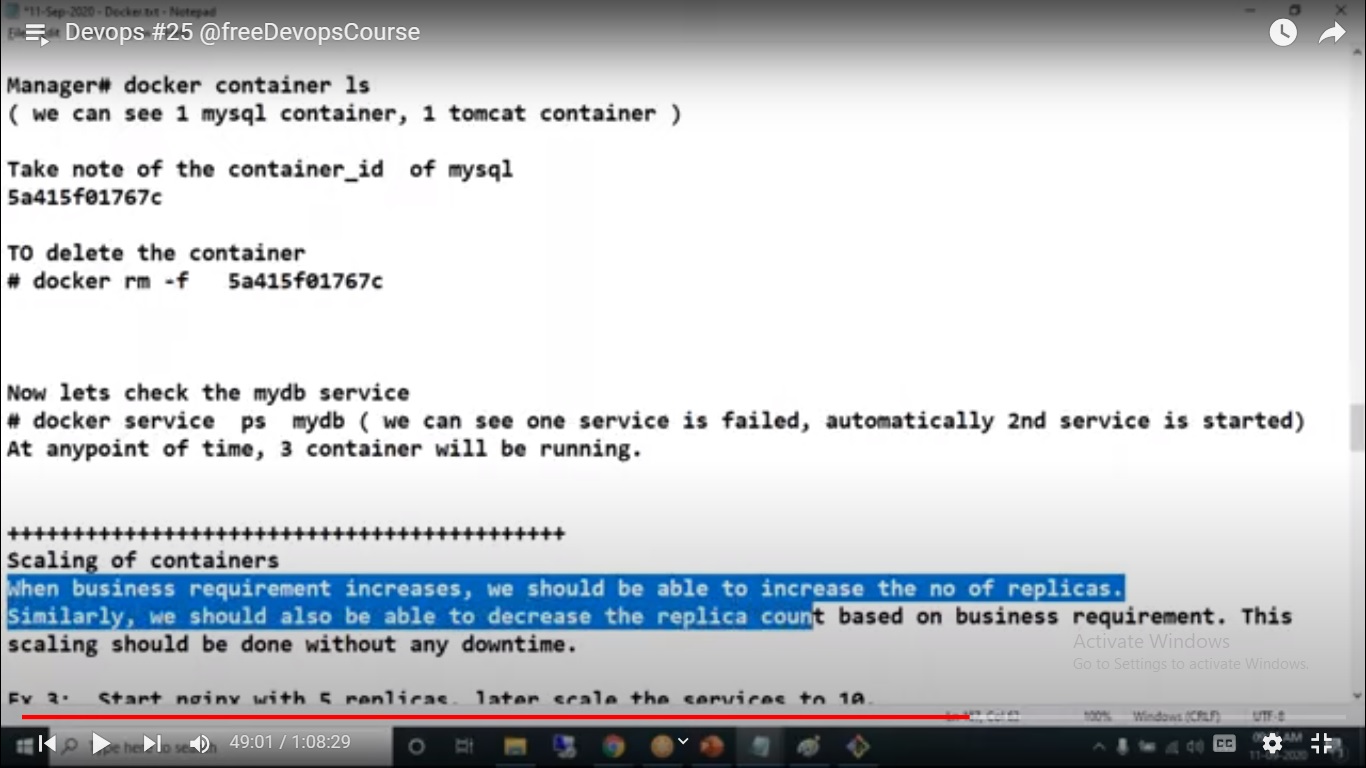 *11-Sep-2020 - Docker.txt - Notepad
Devops #25 @freeDevopsCourse
Manager# docker container ls
( we can see 1 mysql container, 1 tomcat container )
Take note of the container_id  of mysql
5a415f01767c
TO delete the container
# docker rm -f   5a415f01767c
Now lets check the mydb service
# docker service  ps  mydb ( we can see one service is failed, automatically 2nd service is started)
At anypoint of time, 3 container will be running.
+++++++++++++++++++++++++++++++++++++++++++
Scaling of containers
When business requirement increases, we should be able to increase the no of replicas.
Similarly, we should also be able to decrease the replica count based on business requirement. This
scaling should be done without any downtime.
Activate Windows
Go to Settings to activate Windows.
Ex 3:  Start nginx with 5 replicas, later scale the services to 10.
100% Windows (CRLF) UTF-8
49:01 / 1:08:29
CC
AM
11-09-2020